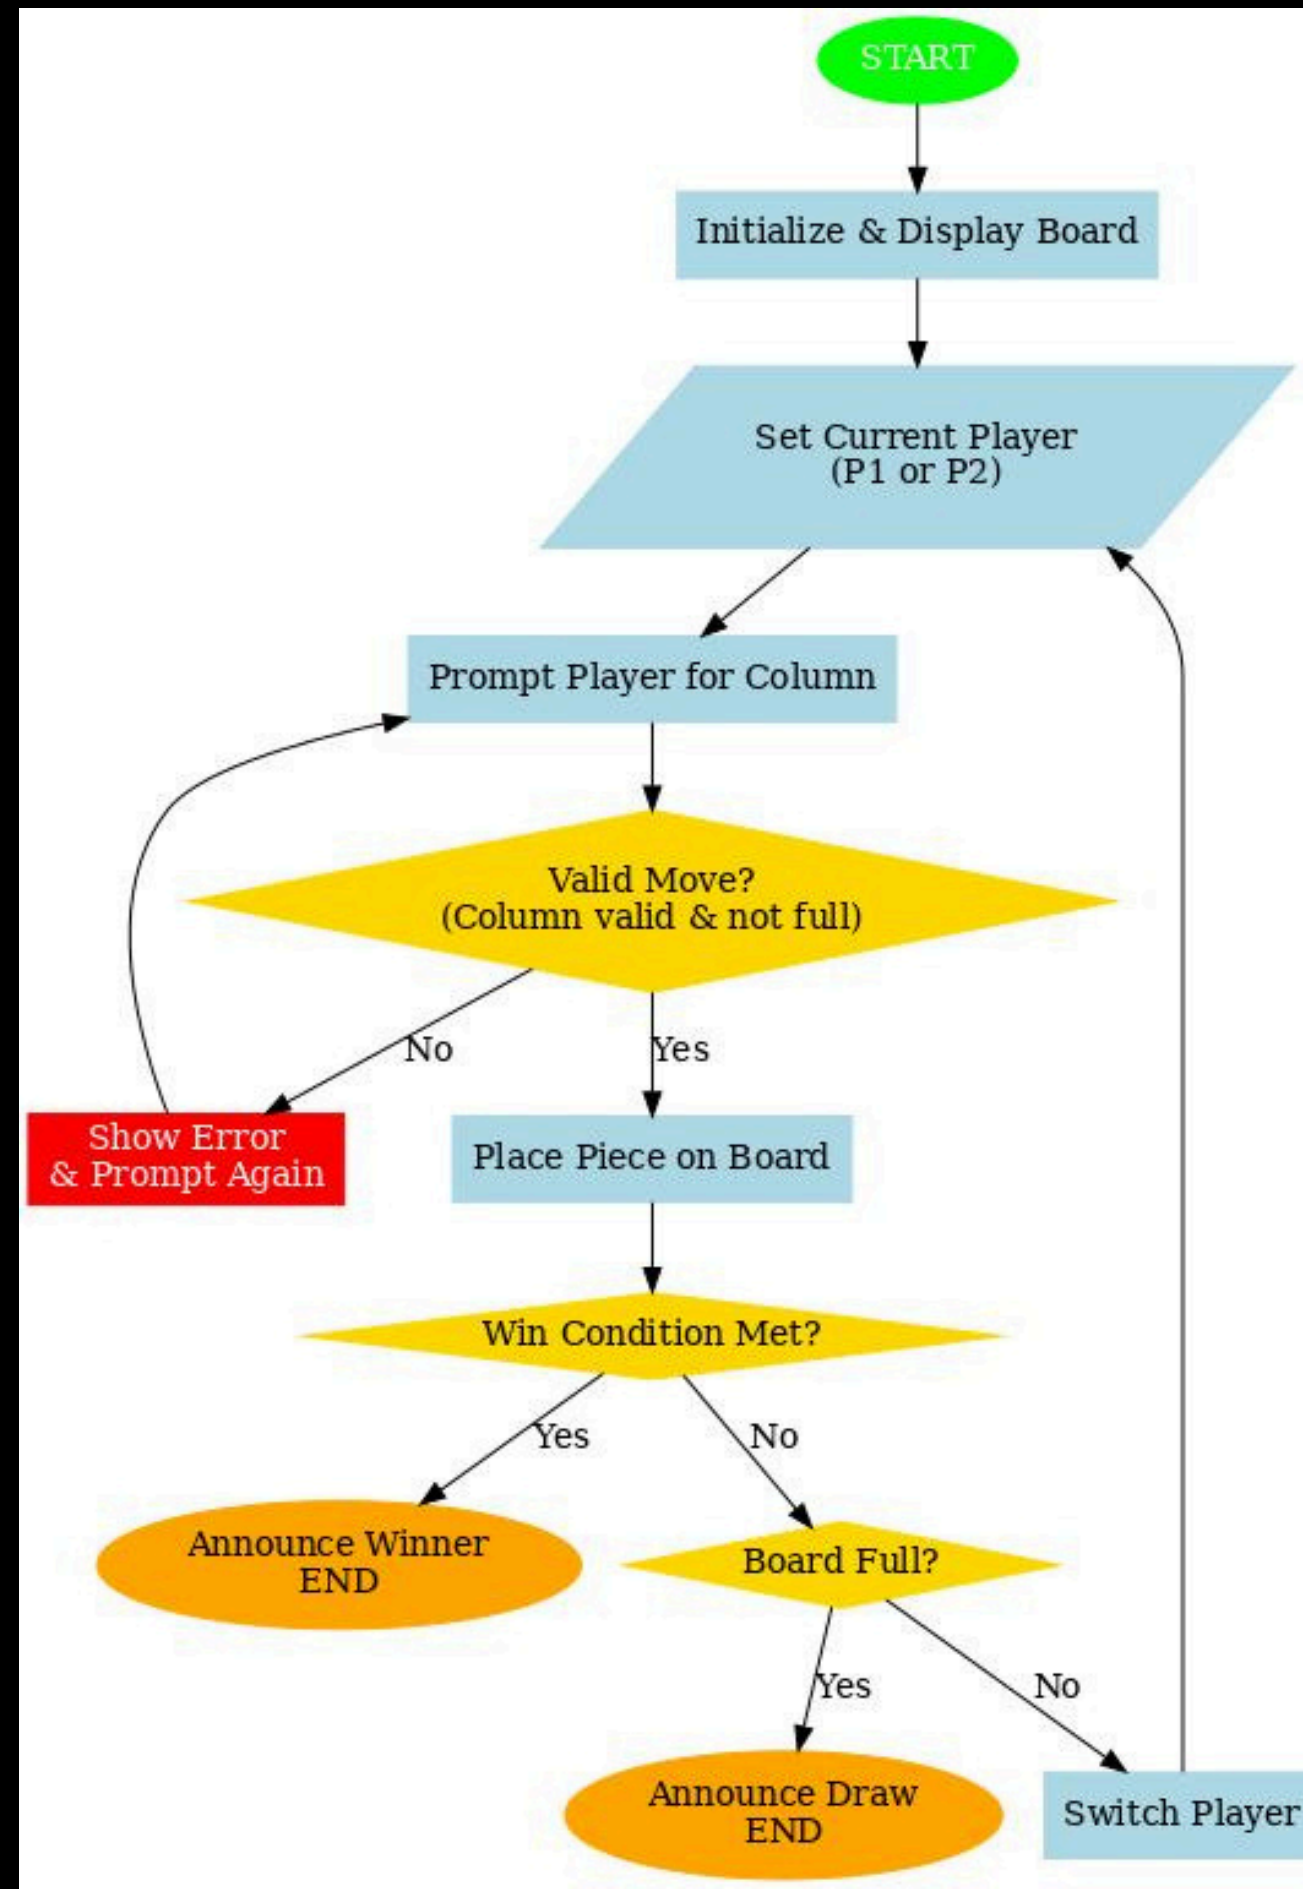 START
Initialize & Display Board
Set Current Player
(P1 or P2)
Prompt Player for Column
Valid Move?
(Column valid & not full)
No
Yes
Show Error
& Prompt Again
Place Piece on Board
Win Condition Met?
Yes
No
Announce Winner
END
Board Full?
Yes
No
Announce Draw
END
Switch Player